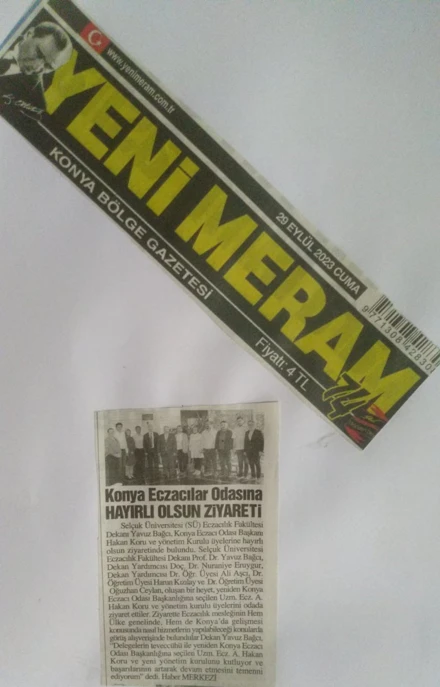 www.yenimeram.com.tr
YENİ MERAM
KONYA BÖLGE GAZETESİ
29 EYLÜL 2023 CUMA
Fiyatı: 4 TL
9 771308 42830
74
Konya Eczacılar Odasına
HAYIRLI OLSUN ZİYARETİ
Selçuk Üniversitesi (SÜ) Eczacılık Fakültesi
Dekanı Yavuz Bağcı, Konya Eczacı Odası Başkanı
Hakan Koru ve yönetim Kurulu üyelerine hayırlı
olsun ziyaretinde bulundu. Selçuk Üniversitesi
Eczacılık Fakültesi Dekanı Prof. Dr. Yavuz Bağcı,
Dekan Yardımcısı Doç. Dr. Nuraniye Eruygur,
Dekan Yardımcısı Dr. Öğr. Üyesi Ali Aşcı, Dr.
Öğretim Üyesi Harun Kızılay ve Dr. Öğretim Üyesi
Oğuzhan Ceylan, oluşan bir heyet, yeniden Konya
Eczacı Odası Başkanlığına seçilen Uzm. Ecz. A.
Hakan Koru ve yönetim kurulu üyelerini odada
ziyaret ettiler. Ziyarette Eczacılık mesleğinin Hem
Ülke genelinde, Hem de Konya'da gelişmesi
konusunda nasıl hizmetlerin yapılabileceği konularda
görüş alışverişinde bulundular Dekan Yavuz Bağcı,
"Delegelerin teveccühü ile yeniden Konya Eczacı
Odası Başkanlığına seçilen Uzm. Ecz. A. Hakan
Koru ve yeni yönetim kurulunu kutluyor ve
başarılarının artarak devam etmesini temenni
ediyorum" dedi. Haber MERKEZİ